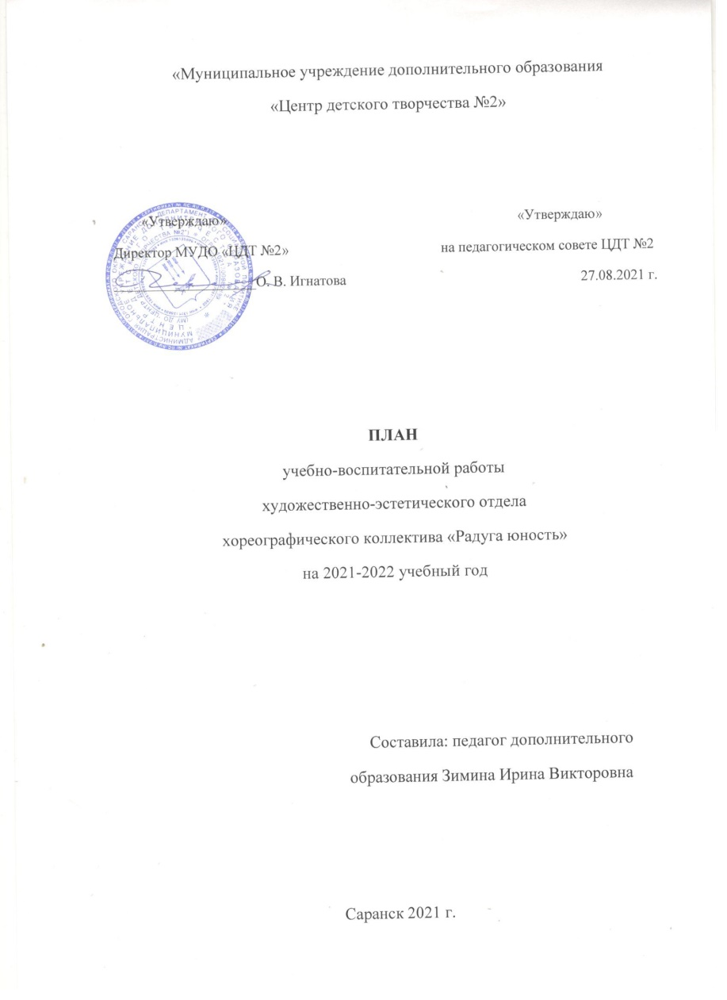 «Муниципальное учреждение дополнительного образования
«Центр детского творчества №2»
«Утверждаю»
Директор МУДО «ЦДТ №2»
О. В. Игнатова
«Утверждаю»
на педагогическом совете ЦДТ №2
27.08.2021 г.
ПЛАН
учебно-воспитательной работы
художественно-эстетического отдела
хореографического коллектива «Радуга юность»
на 2021-2022 учебный год
Составила: педагог дополнительного
образования Зимина Ирина Викторовна
Саранск 2021 г.